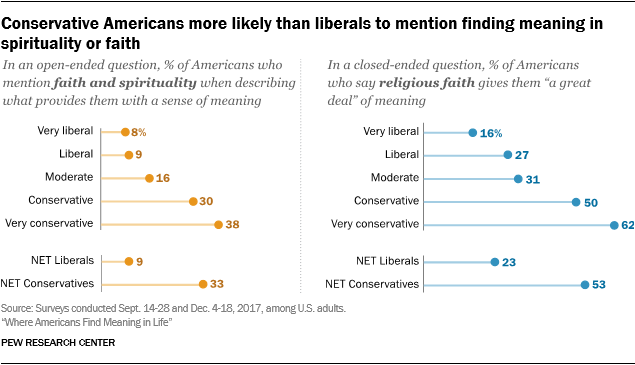 Conservative Americans more likely than liberals to mention finding meaning in
spirituality or faith
In an open-ended question, % of Americans who
mention faith and spirituality when describing
what provides them with a sense of meaning
Very liberal 8%
Liberal 9
Moderate 16
Conservative 30
Very conservative 38
NET Liberals 9
NET Conservatives 33
In a closed-ended question, % of Americans
who say religious faith gives them “a great
deal” of meaning
Very liberal 16%
Liberal 27
Moderate 31
Conservative 50
Very conservative 62
NET Liberals 23
NET Conservatives 53
Source: Surveys conducted Sept. 14-28 and Dec. 4-18, 2017, among U.S. adults.
“Where Americans Find Meaning in Life”
PEW RESEARCH CENTER